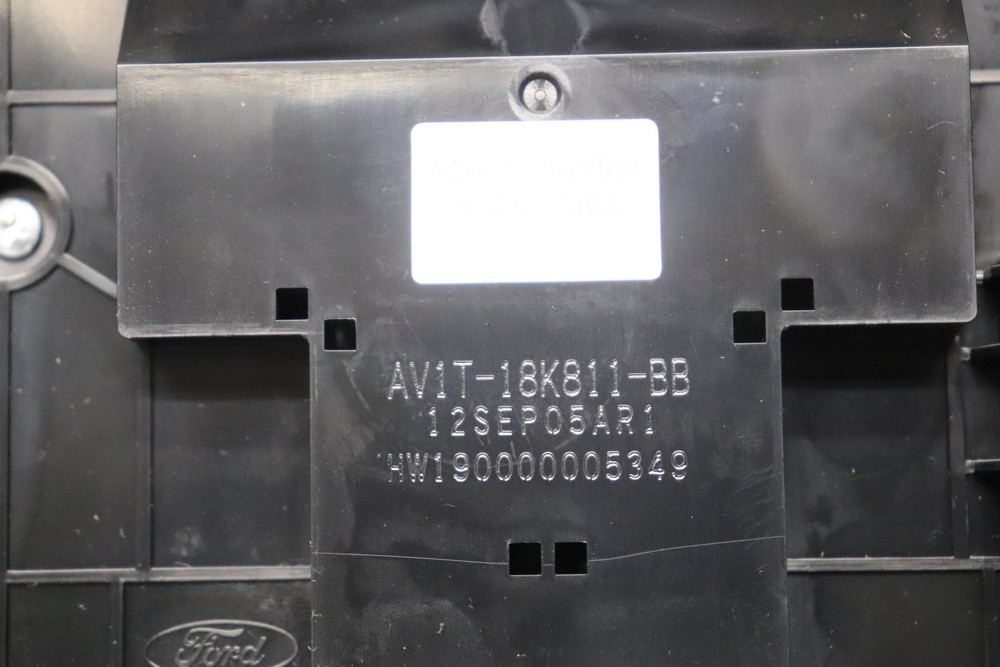 AV1T-18K811-BB
12SEP05AR1
HW190000005349
Ford